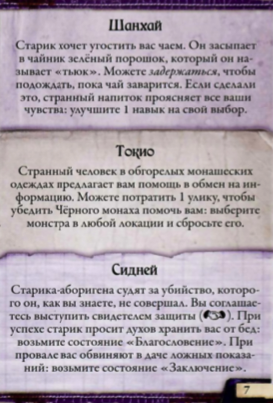 Шанхай
Старик хочет угостить вас чаем. Он засыпает
в чайник зелёный порошок, который он на-
зывает «тьюк». Можете задержаться, чтобы
подождать, пока чай заварится. Если сделали
это, странный напиток проясняет все ваши
чувства: улучшите 1 навык на свой выбор.
Токио
Странный человек в обгорелых монашеских
одеждах предлагает вам помощь в обмен на ин-
формацию. Можете потратить 1 улику, чтобы
убедить Чёрного монаха помочь вам: выберите
монстра в любой локации и сбросьте его.
Сидней
Старика-аборигена судят за убийство, которо-
го он, как вы знаете, не совершал. Вы соглашае-
тесь выступить свидетелем защиты (). При
успехе старик просит духов хранить вас от бед:
возьмите состояние «Благословение». При
провале вас обвиняют в даче ложных показа-
ний: возьмите состояние «Заключение».
7